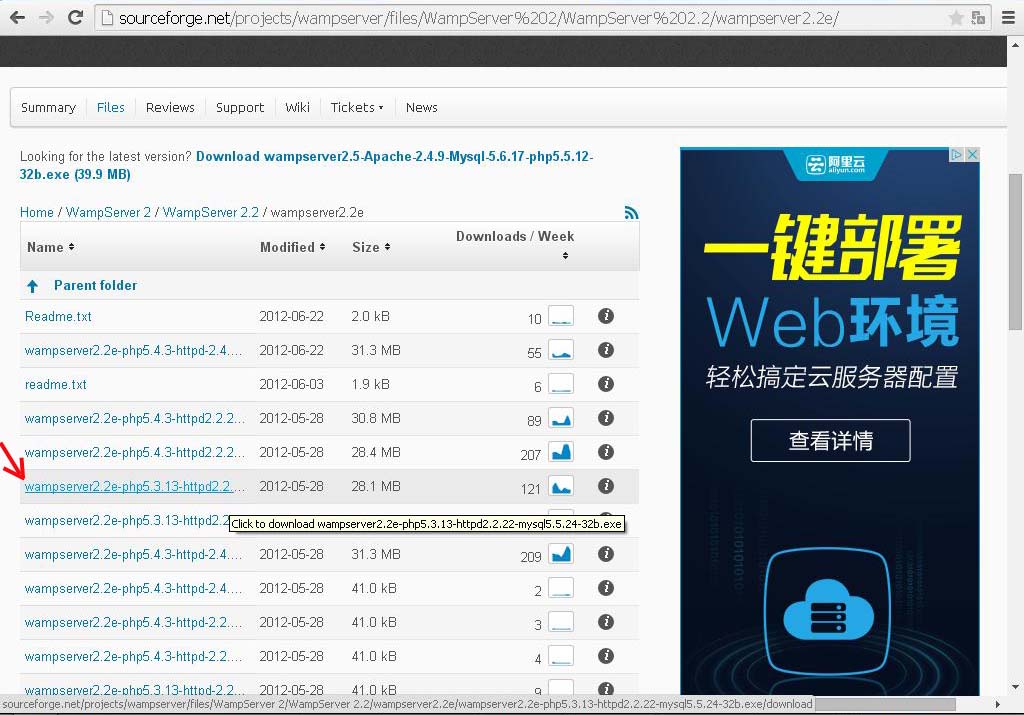 sourceforge.net/projects/wampserver/files/WampServer%202/WampServer%202.2/wampserver2.2e/
Summary Files Reviews Support Wiki Tickets News
Looking for the latest version? Download wampserver2.5-Apache-2.4.9-Mysql-5.6.17-php5.5.12-
32b.exe (39.9 MB)
Home / WampServer 2 / WampServer 2.2 / wampserver2.2e
Name Modified Size Downloads / Week
Parent folder
Readme.txt 2012-06-22 2.0 kB 10
wampserver2.2e-php5.4.3-httpd-2.4.... 2012-06-22 31.3 MB 55
readme.txt 2012-06-03 1.9 kB 6
wampserver2.2e-php5.4.3-httpd2.2.2... 2012-05-28 30.8 MB 89
wampserver2.2e-php5.4.3-httpd2.2.2... 2012-05-28 28.4 MB 207
wampserver2.2e-php5.3.13-httpd2.2.... 2012-05-28 28.1 MB 121
wampserver2.2e-php5.3.13-httpd2.2
Click to download wampserver2.2e-php5.3.13-httpd2.2.22-mysql5.5.24-32b.exe
wampserver2.2e-php5.4.3-httpd-2.4.... 2012-05-28 31.3 MB 209
wampserver2.2e-php5.4.3-httpd-2.4.... 2012-05-28 41.0 kB 2
wampserver2.2e-php5.4.3-httpd-2.2.... 2012-05-28 41.0 kB 3
wampserver2.2e-php5.4.3-httpd-2.2.... 2012-05-28 41.0 kB 4
wampserver2.2e-php5.3.13-httpd-2.2.... 2012-05-28 41.0 kB 9
sourceforge.net/projects/wampserver/files/WampServer 2/WampServer 2.2/wampserver2.2e/wampserver2.2e-php5.3.13-httpd2.2.22-mysql5.5.24-32b.exe/download
阿里云
aliyun.com
一键部署
Web环境
轻松搞定云服务器配置
查看详情